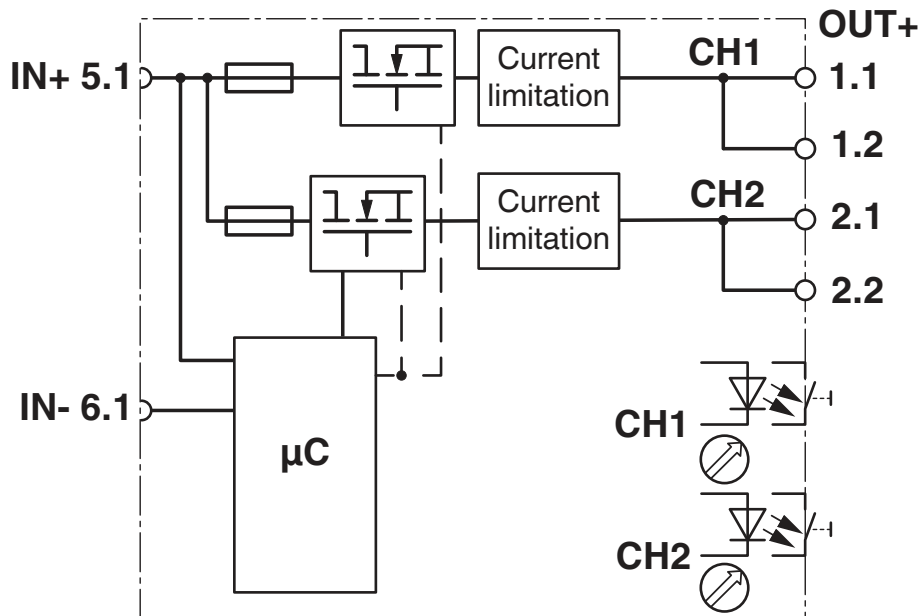 OUT+
IN+ 5.1
Current
limitation
CH1
1.1
1.2
Current
limitation
CH2
2.1
2.2
IN- 6.1
µC
CH1
CH2